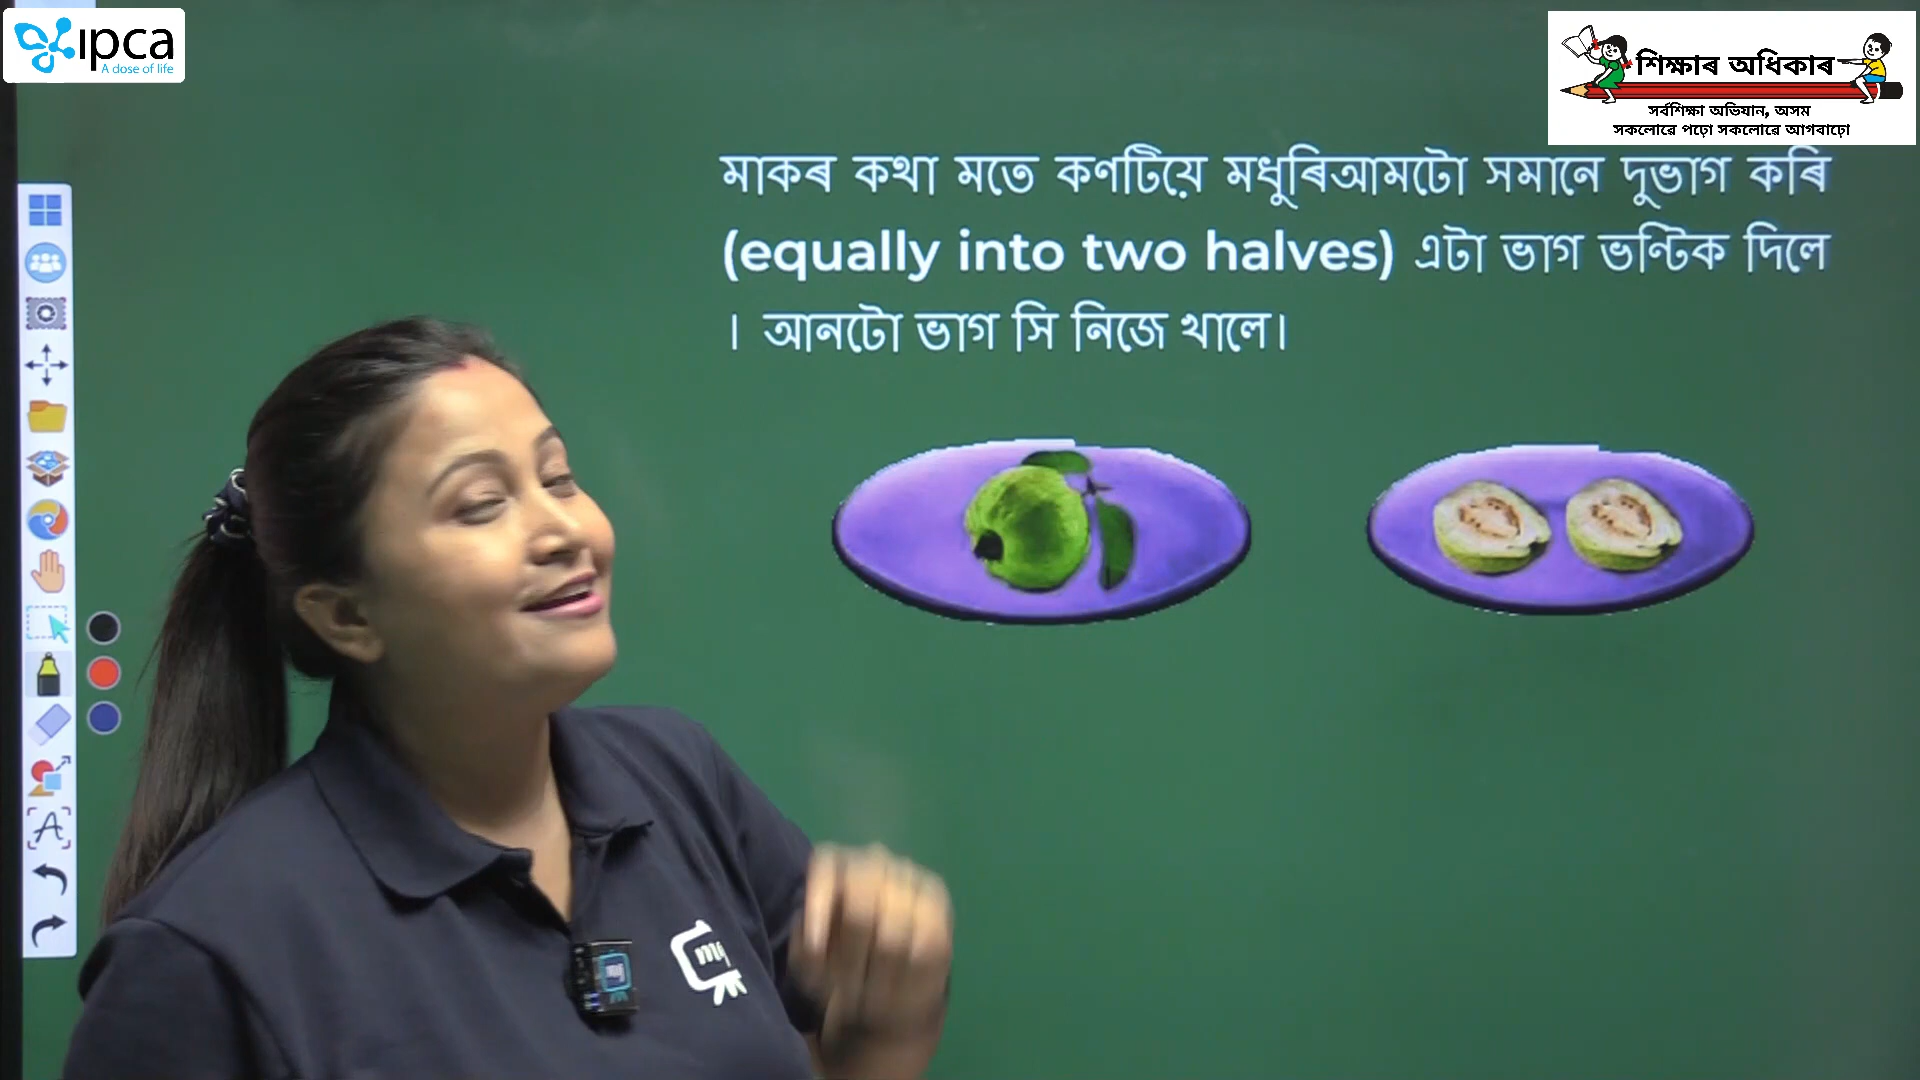 ipca
A dose of life
শিক্ষাৰ অধিকাৰ
সৰ্বশিক্ষা অভিযান, অসম
সকলোৱে পঢ়ো সকলোৱে আগবাঢ়ো
মাকৰ কথা মতে কণটিয়ে মধুৰিআমটো সমানে দুভাগ কৰি
(equally into two halves) এটা ভাগ ভণ্টিক দিলে
। আনটো ভাগ সি নিজে খালে।